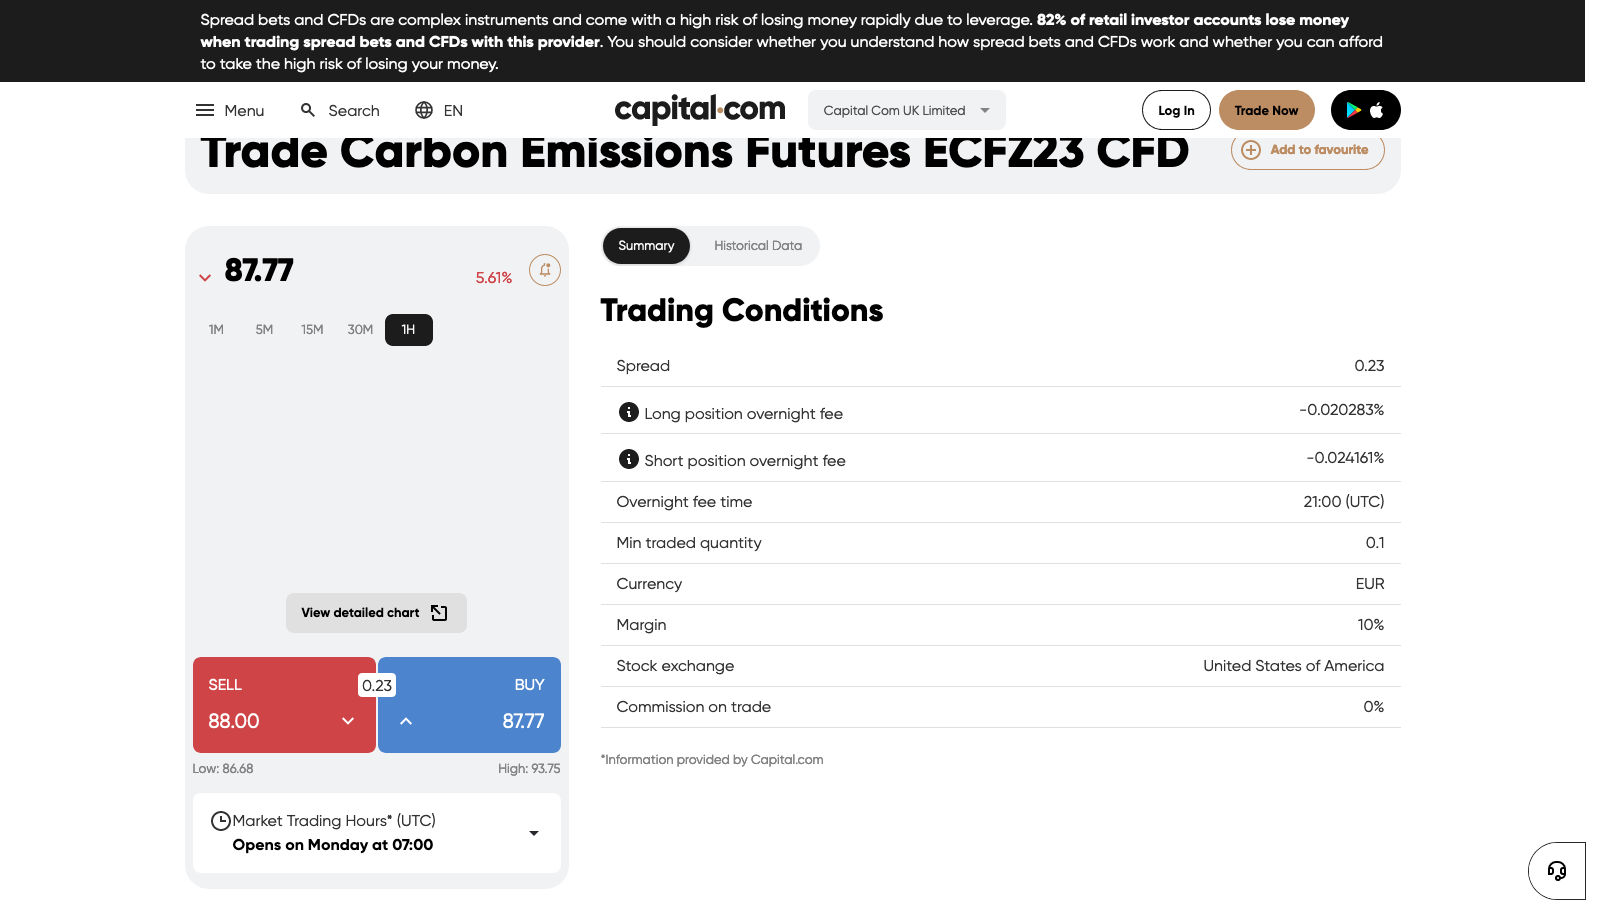 Spread bets and CFDs are complex instruments and come with a high risk of losing money rapidly due to leverage. 82% of retail investor accounts lose money
when trading spread bets and CFDs with this provider. You should consider whether you understand how spread bets and CFDs work and whether you can afford
to take the high risk of losing your money.
Menu
Search
EN
capital.com
Capital Com UK Limited
Log In
Trade Now
Trade Carbon Emissions Futures ECFZ23 CFD
Add to favourite
87.77
5.61%
1M
5M
15M
30M
1H
View detailed chart
SELL
88.00
0.23
BUY
87.77
Low: 86.68
High: 93.75
Market Trading Hours* (UTC)
Opens on Monday at 07:00
Summary
Historical Data
Trading Conditions
Spread 0.23
Long position overnight fee -0.020283%
Short position overnight fee -0.024161%
Overnight fee time 21:00 (UTC)
Min traded quantity 0.1
Currency EUR
Margin 10%
Stock exchange United States of America
Commission on trade 0%
*Information provided by Capital.com